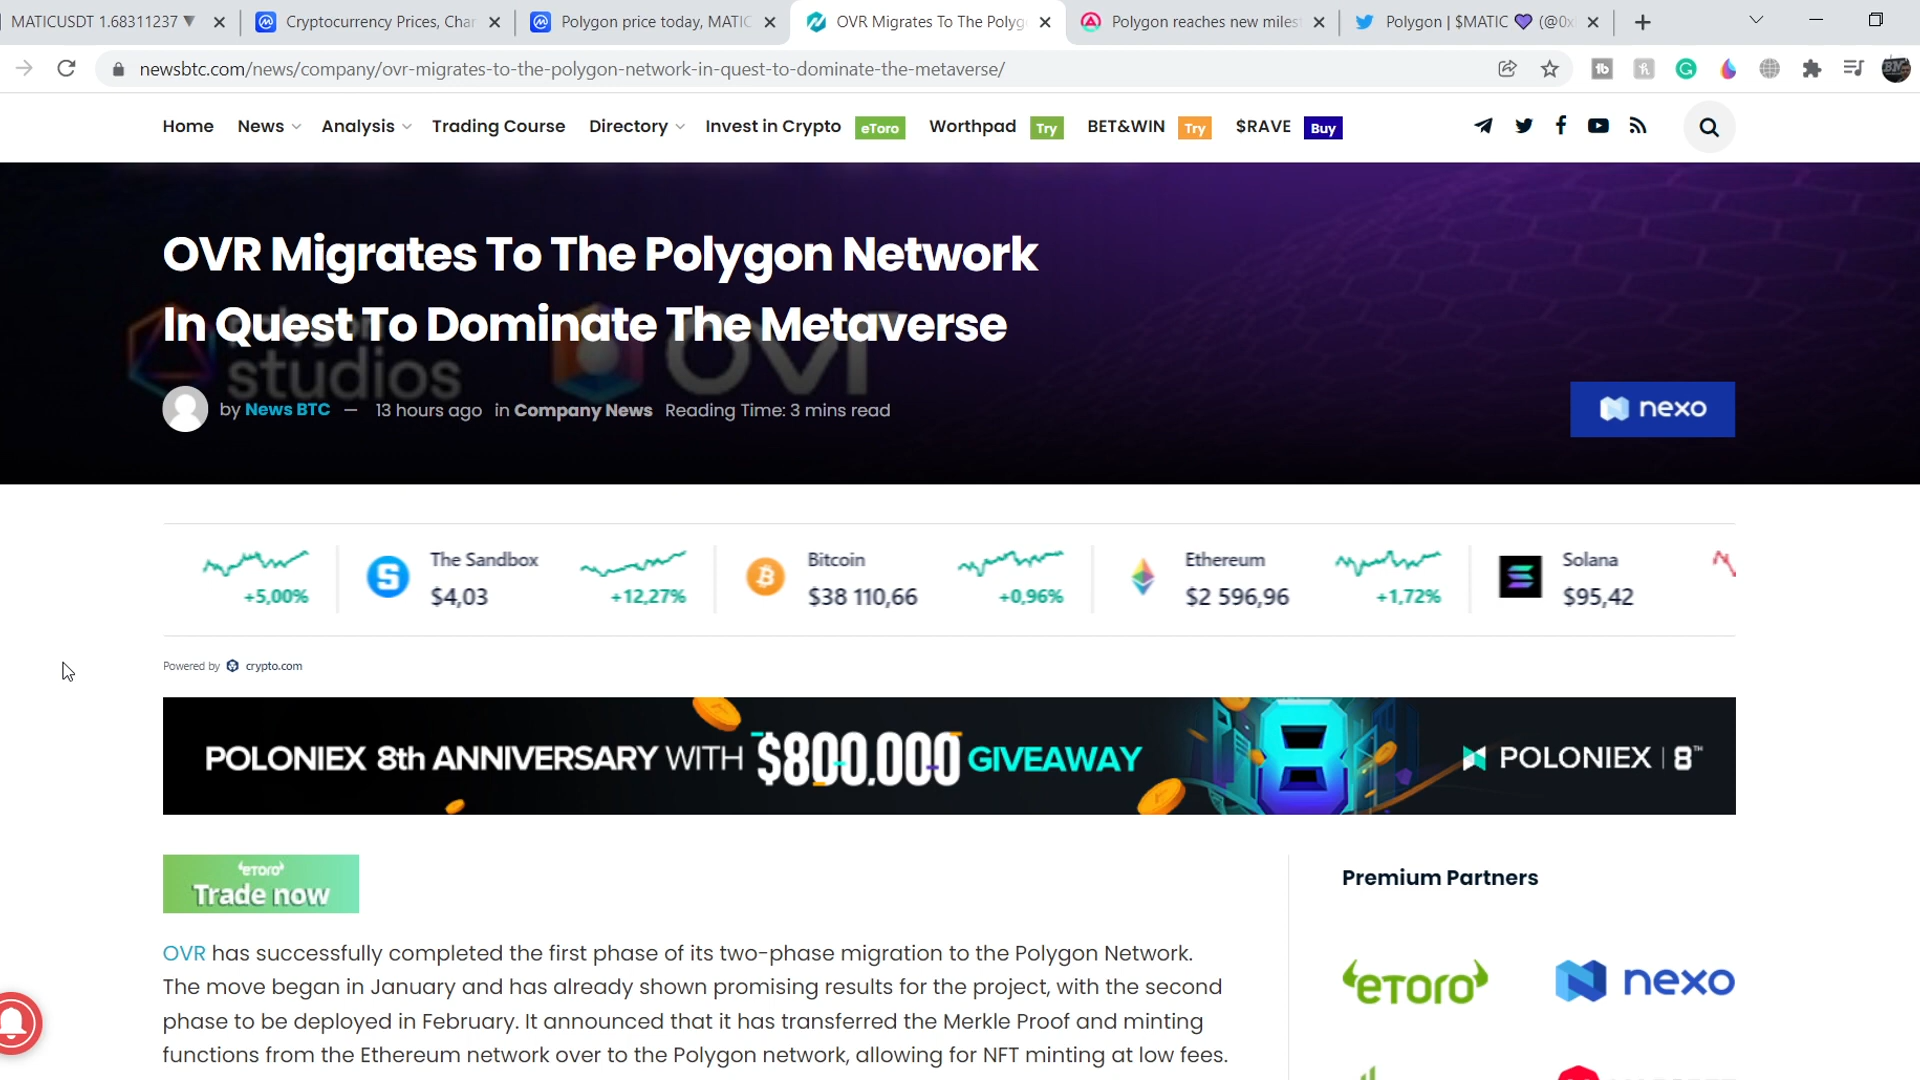 MATICUSDT 1.68311237
Cryptocurrency Prices, Char
Polygon price today, MATIC
OVR Migrates To The Polyg
Polygon reaches new miles
Polygon | $MATIC 💜 (@0x
newsbtc.com/news/company/ovr-migrates-to-the-polygon-network-in-quest-to-dominate-the-metaverse/
Home News Analysis Trading Course Directory Invest in Crypto eToro Worthpad Try BET&WIN Try $RAVE Buy
OVR Migrates To The Polygon Network
In Quest To Dominate The Metaverse
studios OVR
by News BTC — 13 hours ago in Company News Reading Time: 3 mins read
nexo
+5,00%
The Sandbox
$4,03
+12,27%
Bitcoin
$38 110,66
+0,96%
Ethereum
$2 596,96
+1,72%
Solana
$95,42
Powered by crypto.com
POLONIEX 8th ANNIVERSARY WITH $800,000 GIVEAWAY
POLONIEX | 8™
eToro
Trade now
Premium Partners
eToro
nexo
OVR has successfully completed the first phase of its two-phase migration to the Polygon Network.
The move began in January and has already shown promising results for the project, with the second
phase to be deployed in February. It announced that it has transferred the Merkle Proof and minting
functions from the Ethereum network over to the Polygon network, allowing for NFT minting at low fees.